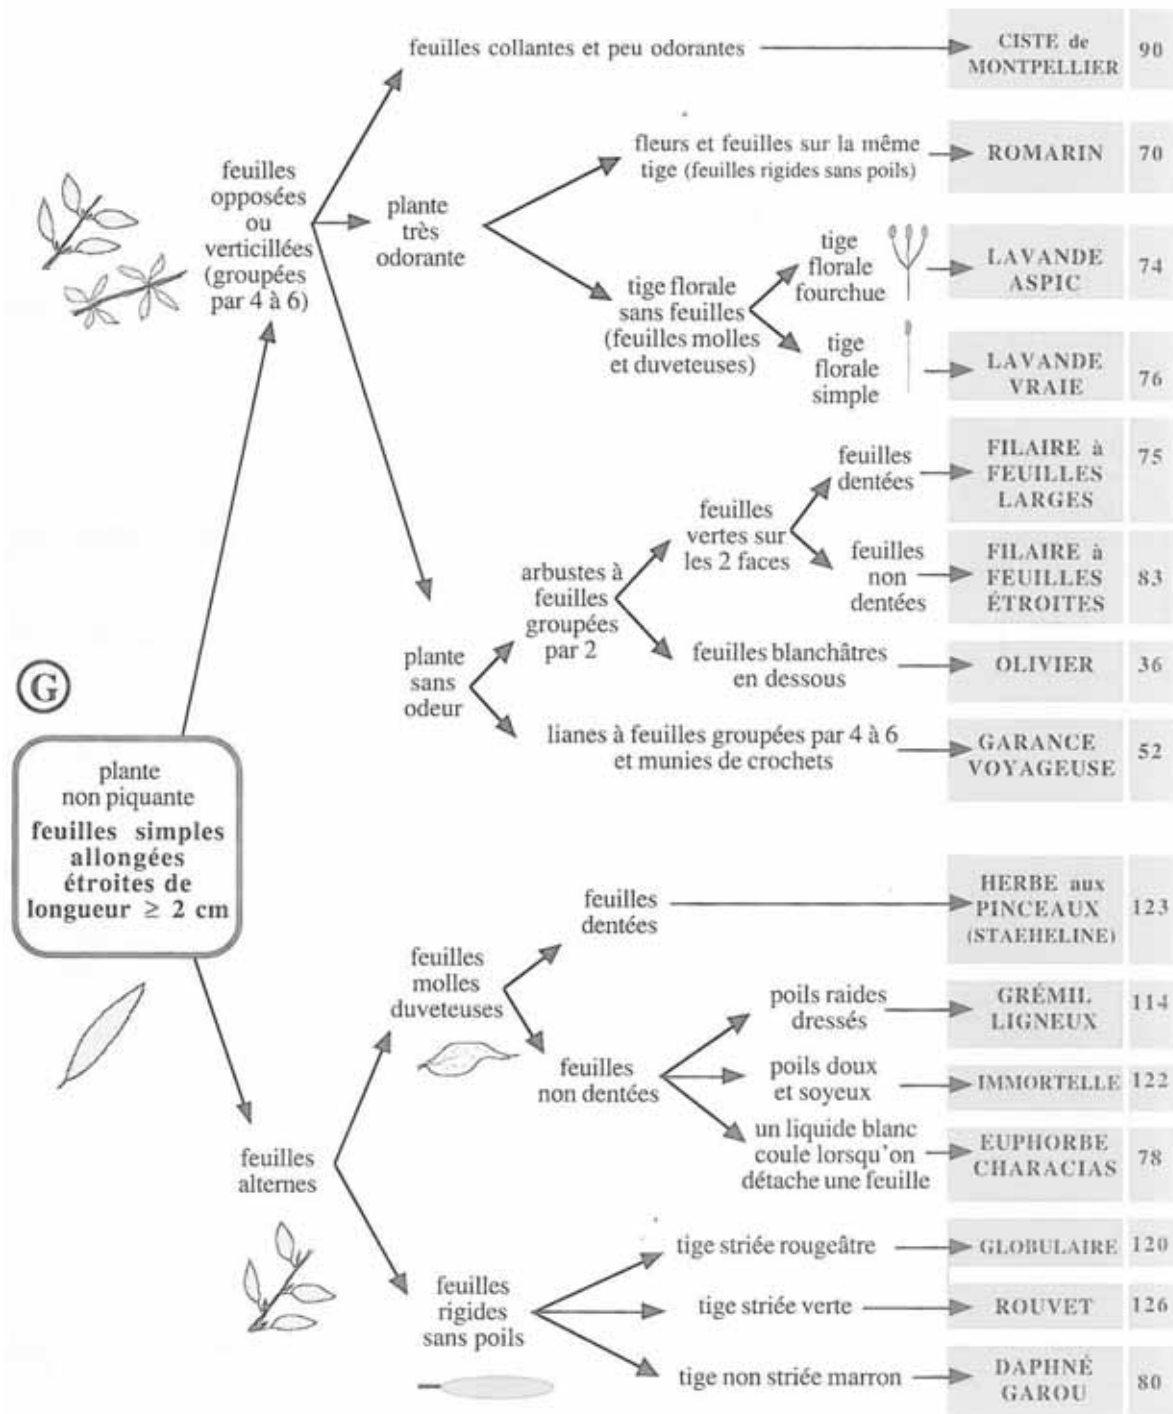 feuilles collantes et peu odorantes
CISTE de
MONTPELLIER
90
feuilles
opposées
ou
verticillées
(groupées
par 4 à 6)
plante
très
odorante
fleurs et feuilles sur la même
tige (feuilles rigides sans poils)
ROMARIN
70
tige florale
sans feuilles
(feuilles molles
et duveteuses)
tige
florale
fourchue
LAVANDE
ASPIC
74
tige
florale
simple
LAVANDE
VRAIE
76
plante
sans
odeur
arbustes à
feuilles
groupées
par 2
feuilles
vertes sur
les 2 faces
feuilles
dentées
FILAIRE à
FEUILLES
LARGES
75
feuilles
non
dentées
FILAIRE à
FEUILLES
ÉTROITES
83
feuilles blanchâtres
en dessous
OLIVIER
36
lianes à feuilles groupées par 4 à 6
et munies de crochets
GARANCE
VOYAGEUSE
52
G
plante
non piquante
feuilles simples
allongées
étroites de
longueur ≥ 2 cm
feuilles
alternes
feuilles
molles
duveteuses
feuilles
dentées
HERBE aux
PINCEAUX
(STAEHELINE)
123
feuilles
non dentées
poils raides
dressés
GRÉMIL
LIGNEUX
114
poils doux
et soyeux
IMMORTELLE
122
un liquide blanc
coule lorsqu'on
détache une feuille
EUPHORBE
CHARACIAS
78
feuilles
rigides
sans poils
tige striée rougeâtre
GLOBULAIRE
120
tige striée verte
ROUVET
126
tige non striée marron
DAPHNÉ
GAROU
80